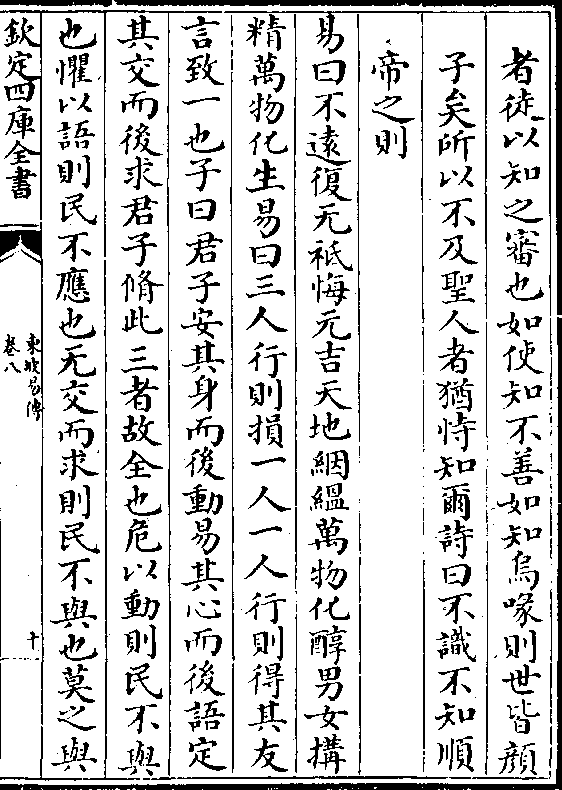 者徒以知之審也如使知不善如知烏喙則世皆顔
子矣所以不及聖人者猶恃知爾詩曰不識不知順
帝之則
易曰不逺復无祗悔元吉天地絪緼萬物化醇男女搆
精萬物化生易曰三人行則損一人一人行則得其友
言致一也子曰君子安其身而後動易其心而後語定
其交而後求君子脩此三者故全也危以動則民不與
也懼以語則民不應也无交而求則民不與也莫之與
欽定四庫全書
東坡易傳
卷八
十